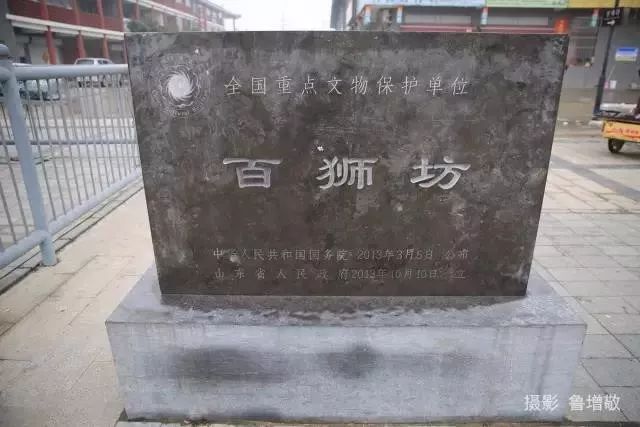 全国重点文物保护单位
百狮坊
中华人民共和国国务院 2013年3月5日 公布
山东省人民政府2013年10月10日 立
摄影 鲁增敬